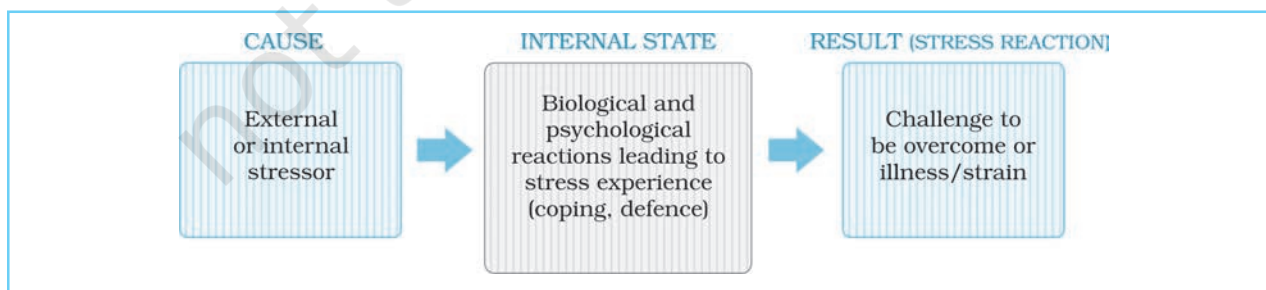 not
CAUSE
External
or internal
stressor
INTERNAL STATE
Biological and
psychological
reactions leading to
stress experience
(coping, defence)
RESULT (STRESS REACTION)
Challenge to
be overcome or
illness/strain